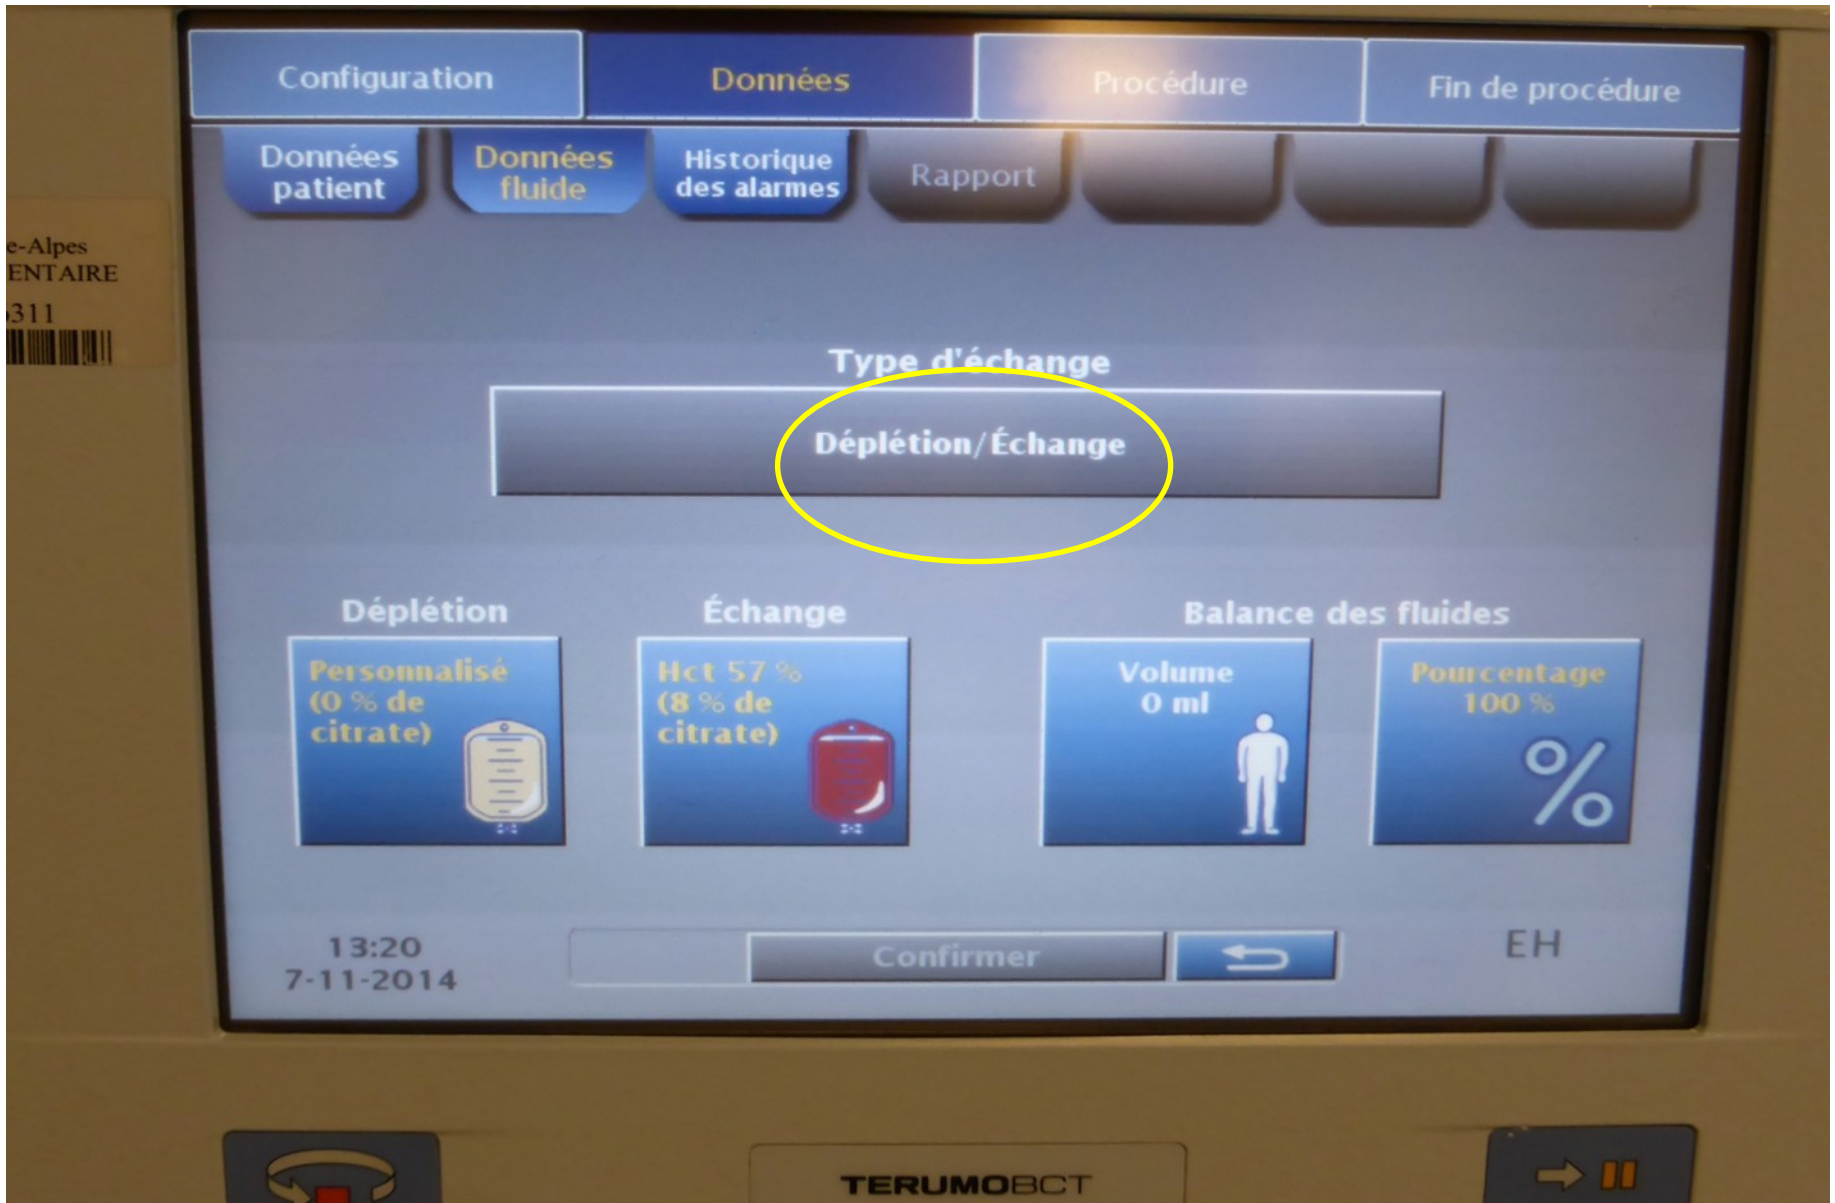 Configuration
Données
Procédure
Fin de procédure
Données
patient
Données
fluide
Historique
des alarmes
Rapport
e-Alpes
ENTAIRE
311
Type d'échange
Déplétion/Échange
Déplétion
Échange
Balance des fluides
Personnalisé
(0 % de
citrate)
Hct 57 %
(8 % de
citrate)
Volume
0 ml
Pourcentage
100 %
%
13:20
7-11-2014
Confirmer
EH
TERUMOBCT